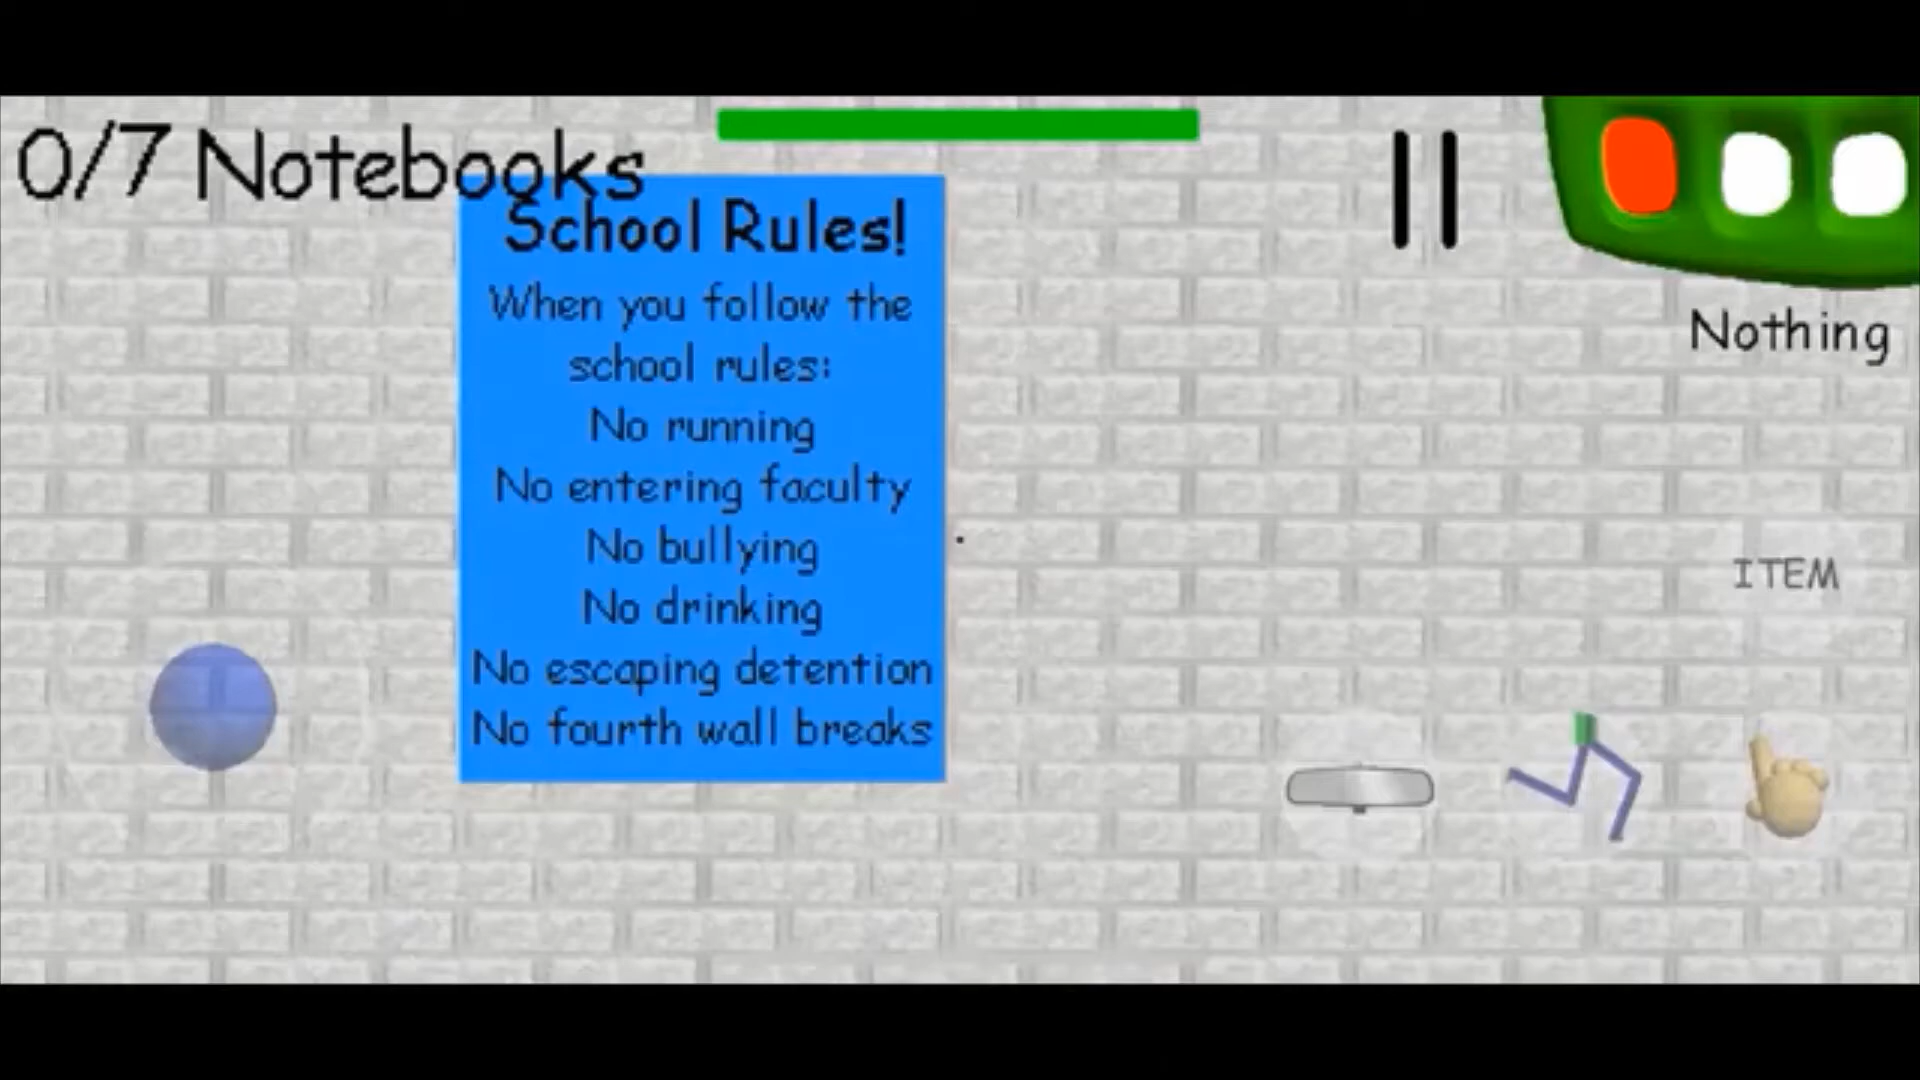 0/7 Notebooks
School Rules!
When you follow the
school rules:
No running
No entering faculty
No bullying
No drinking
No escaping detention
No fourth wall breaks
Nothing
ITEM